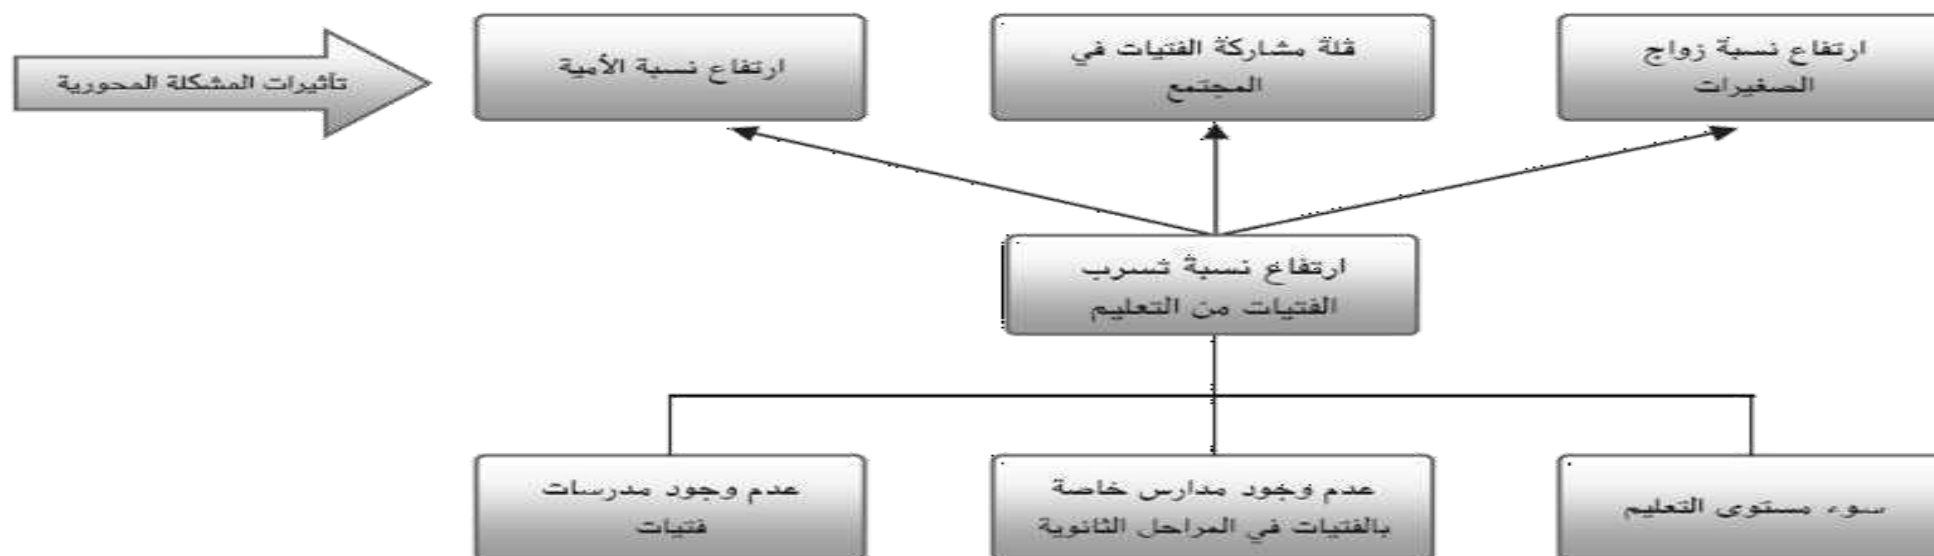 ارتفاع نسبة زواج
الصغيرات
قلة مشاركة الفتيات في
المجتمع
ارتفاع نسبة الأمية
تأثيرات المشكلة المحورية
ارتفاع نسبة تسرب
الفتيات من التعليم
سوء مستوى التعليم
عدم وجود مدارس خاصة
بالفتيات في المراحل الثانوية
عدم وجود مدرسات
فتيات